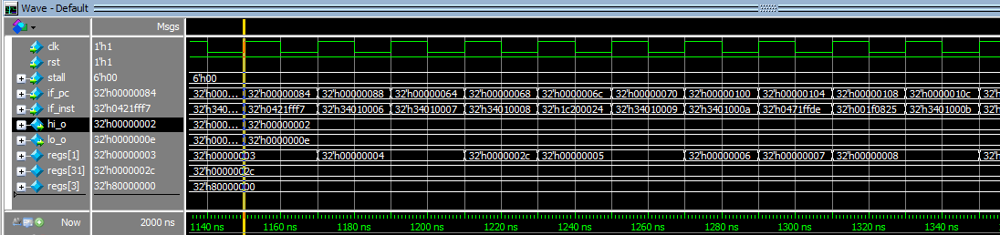 Wave - Default
Msgs
clk 1'h1
rst 1'h1
stall 6'h00 6'h00
if_pc 32'h00000084 32'h000... 32'h00000084 32'h00000088 32'h00000064 32'h00000068 32'h0000006c 32'h00000070 32'h00000100 32'h00000104 32'h00000108 32'h0000010c
if_inst 32'h0421fff7 32'h340... 32'h0421fff7 32'h34010006 32'h34010007 32'h34010008 32'h1c200024 32'h34010009 32'h3401000a 32'h0471ffde 32'h001f0825 32'h3401000b 32'h
hi_o 32'h00000002 32'h000... 32'h00000002
lo_o 32'h0000000e 32'h000... 32'h0000000e
regs[1] 32'h00000003 32'h00000003 32'h00000004 32'h0000002c 32'h00000005 32'h00000006 32'h00000007 32'h00000008
regs[31] 32'h0000002c 32'h0000002c
regs[3] 32'h80000000 32'h80000000
Now 2000 ns 1140 ns 1160 ns 1180 ns 1200 ns 1220 ns 1240 ns 1260 ns 1280 ns 1300 ns 1320 ns 1340 ns